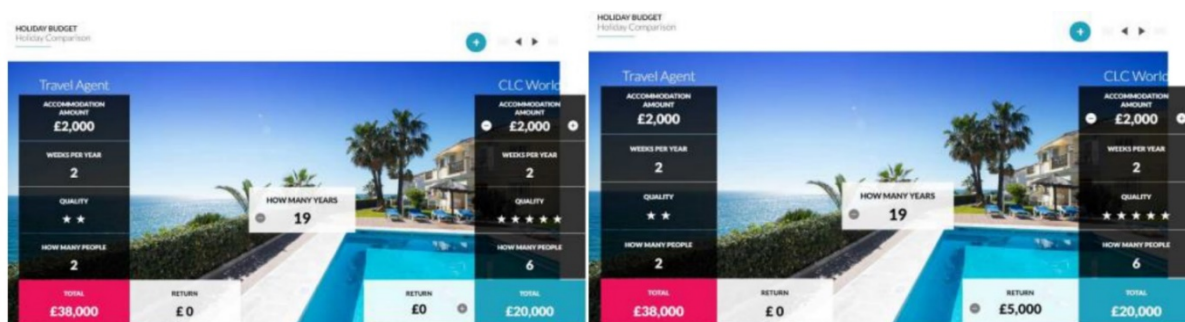 HOLIDAY BUDGET
Holiday Comparison
Travel Agent
ACCOMMODATION
AMOUNT
£2,000
WEEKS PER YEAR
2
QUALITY
HOW MANY PEOPLE
2
TOTAL
£38,000
HOW MANY YEARS
19
RETURN
£0
RETURN
£0
CLC World
ACCOMMODATION
AMOUNT
£2,000
WEEKS PER YEAR
2
QUALITY
HOW MANY PEOPLE
6
TOTAL
£20,000
HOLIDAY BUDGET
Holiday Comparison
Travel Agent
ACCOMMODATION
AMOUNT
£2,000
WEEKS PER YEAR
2
QUALITY
HOW MANY PEOPLE
2
TOTAL
£38,000
HOW MANY YEARS
19
RETURN
£0
RETURN
£5,000
CLC World
ACCOMMODATION
AMOUNT
£2,000
WEEKS PER YEAR
2
QUALITY
HOW MANY PEOPLE
6
TOTAL
£20,000